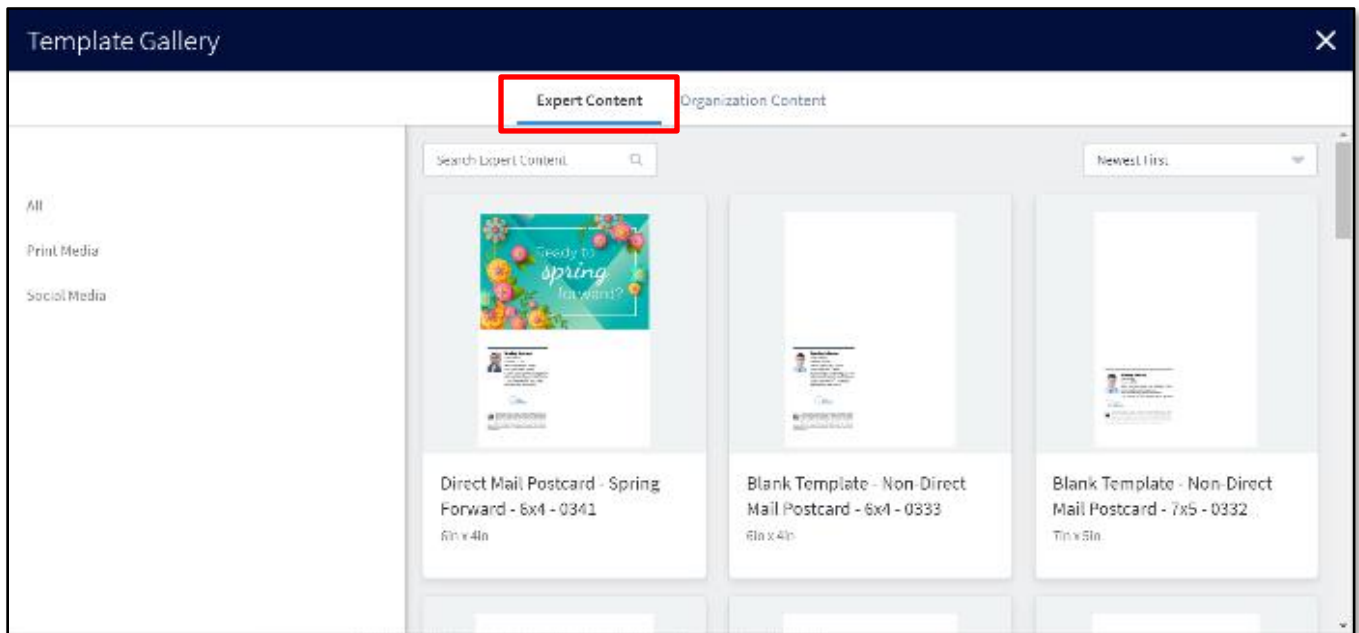 Template Gallery
Expert Content
Organization Content
Search Expert Content
Newest First
All
Print Media
Social Media
Ready to
spring
forward?
Direct Mail Postcard - Spring
Forward - 6x4 - 0341
6in x 4in
Blank Template - Non-Direct
Mail Postcard - 6x4 - 0333
6in x 4in
Blank Template - Non-Direct
Mail Postcard - 7x5 - 0332
7in x 5in